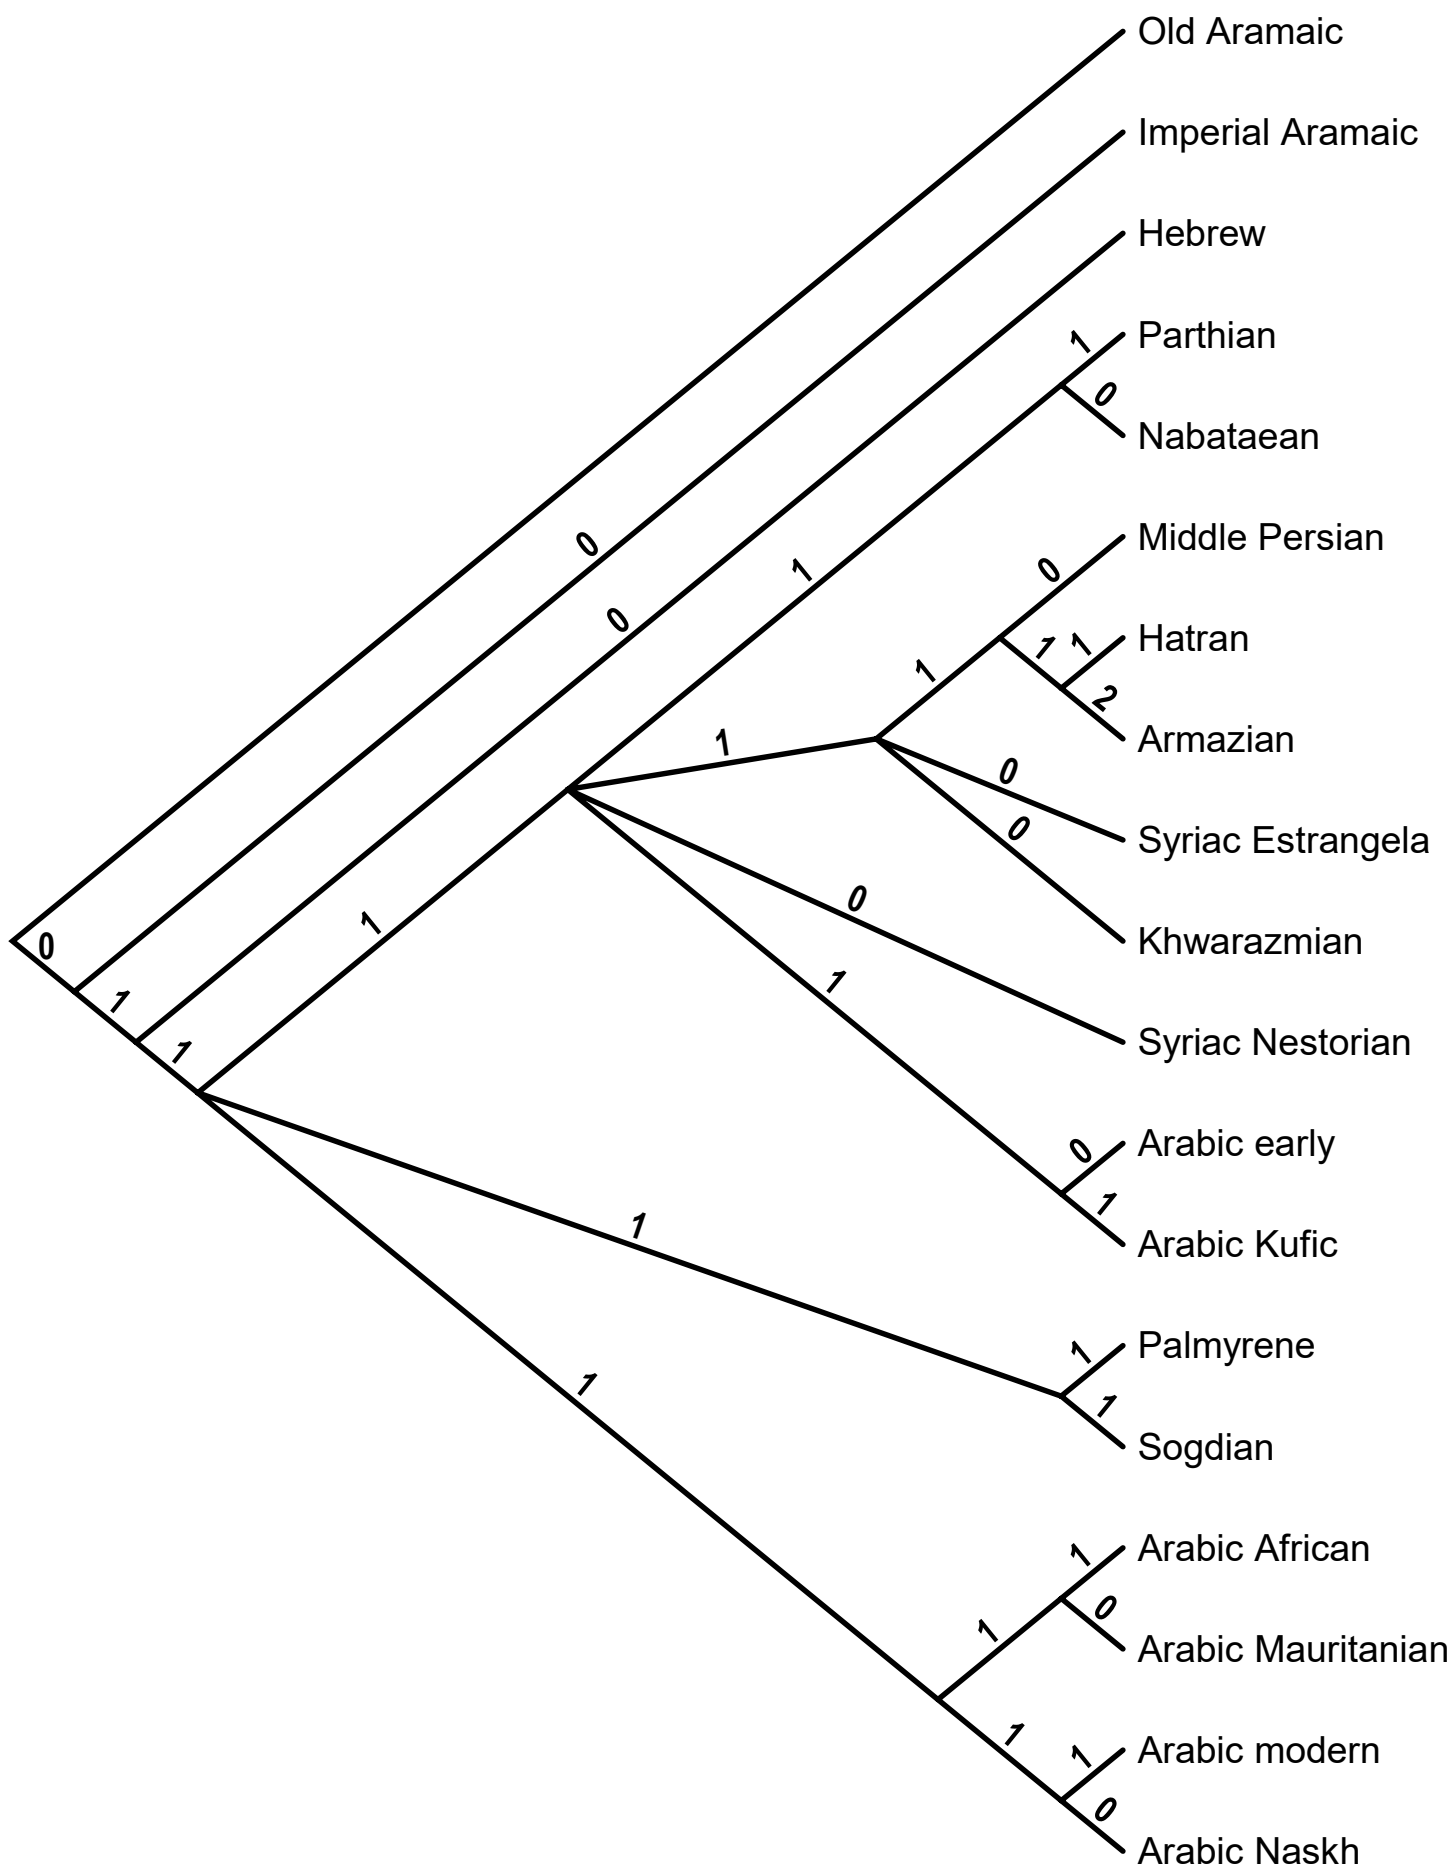 Old Aramaic
Imperial Aramaic
Hebrew
1 Parthian
0
Nabataean
0
1
0 Middle Persian
0
1 1 Hatran
1
2
1
Armazian
0
Syriac Estrangela
0
0
1
Khwarazmian
0
1
1
Syriac Nestorian
1
0 Arabic early
1
1
Arabic Kufic
1 Palmyrene
1
1
Sogdian
1 Arabic African
0
1
Arabic Mauritanian
1
1 Arabic modern
0
Arabic Naskh